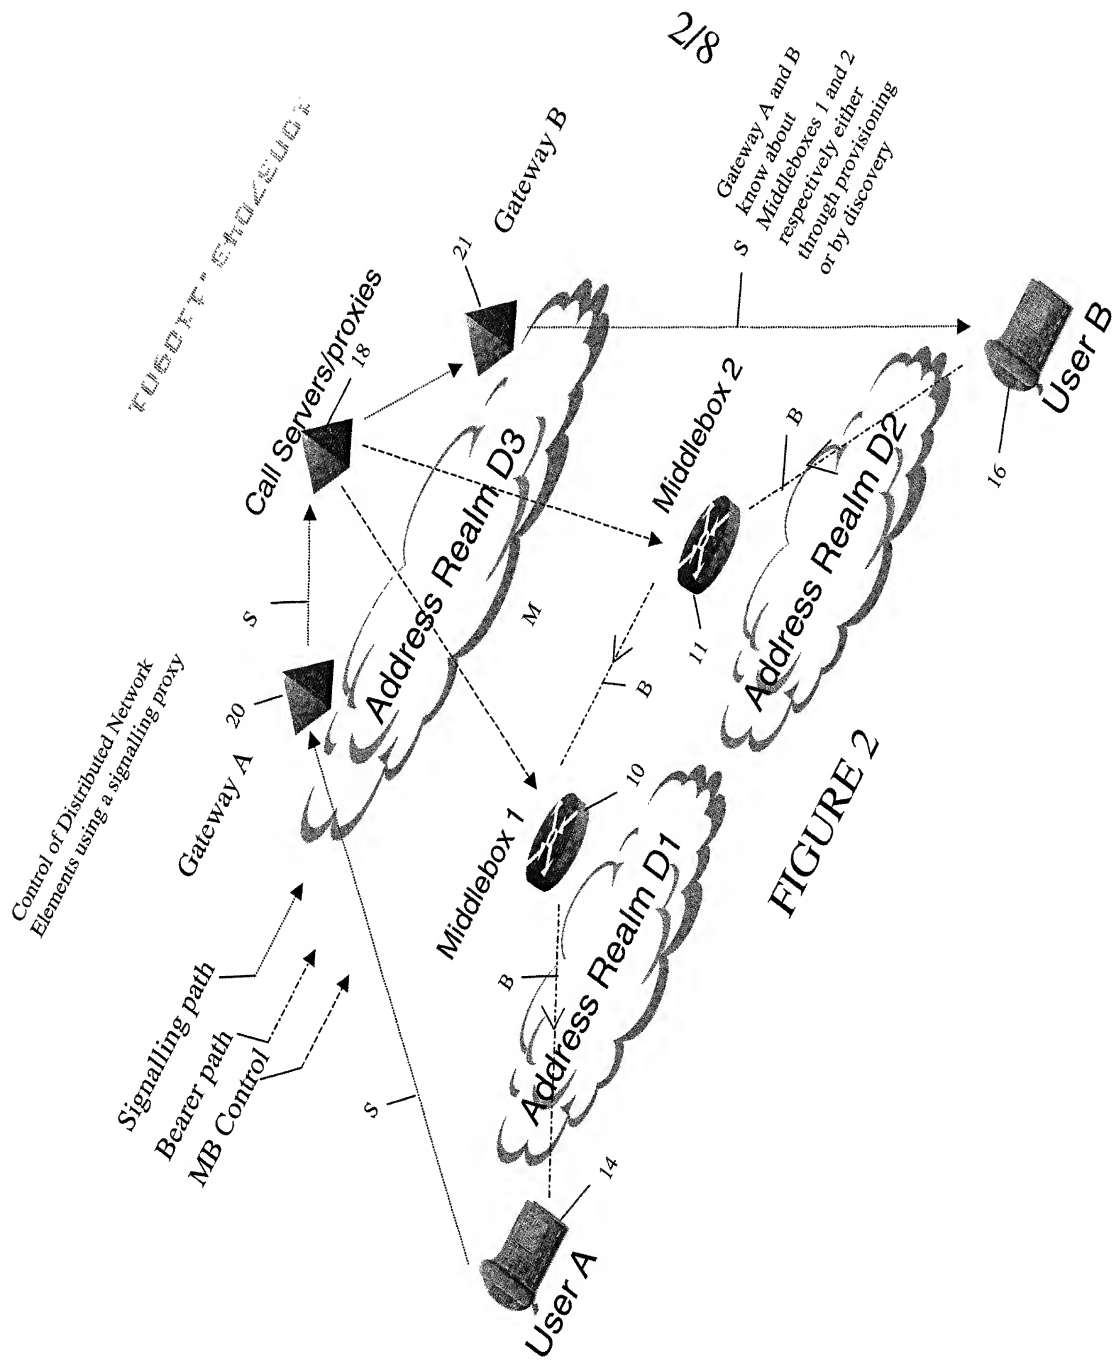 2/8
Control of Distributed Network
Elements using a signalling proxy
Signalling path
Bearer path
MB Control
Gateway A
20
S
Call Servers/proxies
18
21
Gateway B
Gateway A and B
know about
Middleboxes 1 and 2
respectively either
through provisioning
or by discovery
S
S
Address Realm D3
M
Middlebox 1
10
Middlebox 2
11
B
B
B
Address Realm D1
Address Realm D2
User A
14
User B
16
FIGURE 2